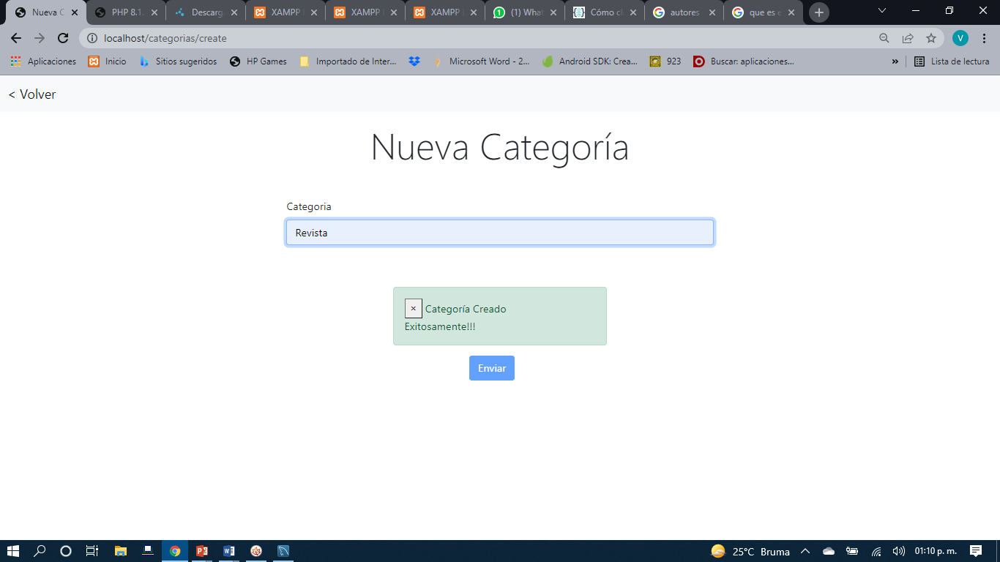 Nueva C
PHP 8.1.
Descarg
XAMPP
XAMPP
XAMPP
(1) What
Cómo cl
autores
que es e
localhost/categorias/create
V
Aplicaciones
Inicio
Sitios sugeridos
HP Games
Importado de Inter...
Microsoft Word - 2...
Android SDK: Crea...
923
Buscar: aplicaciones...
»
Lista de lectura
< Volver
Nueva Categoría
Categoria
Revista
× Categoría Creado
Exitosamente!!!
Enviar
25°C Bruma
01:10 p. m.